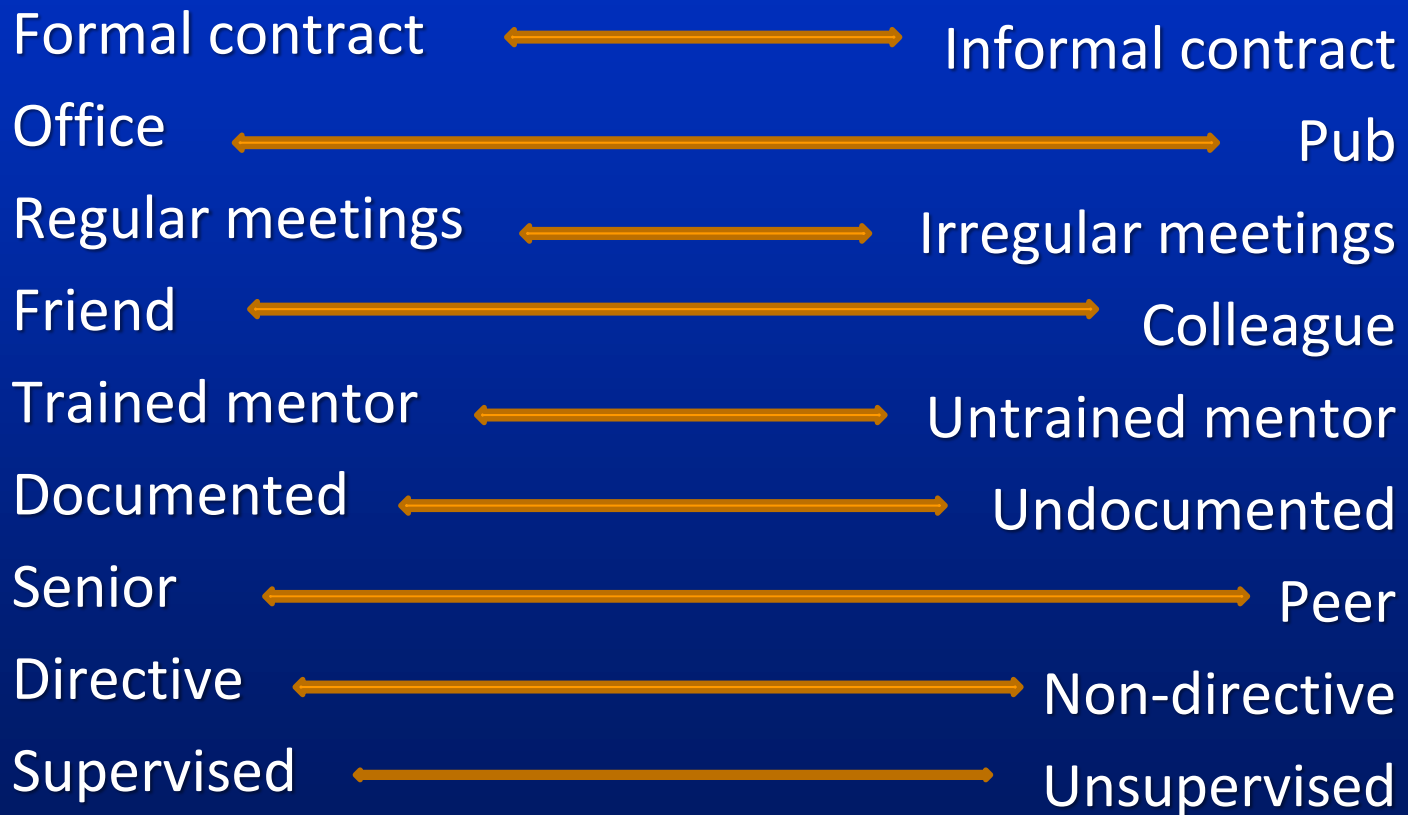 Formal contract
Informal contract
Office
Pub
Regular meetings
Irregular meetings
Friend
Colleague
Trained mentor
Untrained mentor
Documented
Undocumented
Senior
Peer
Directive
Non-directive
Supervised
Unsupervised